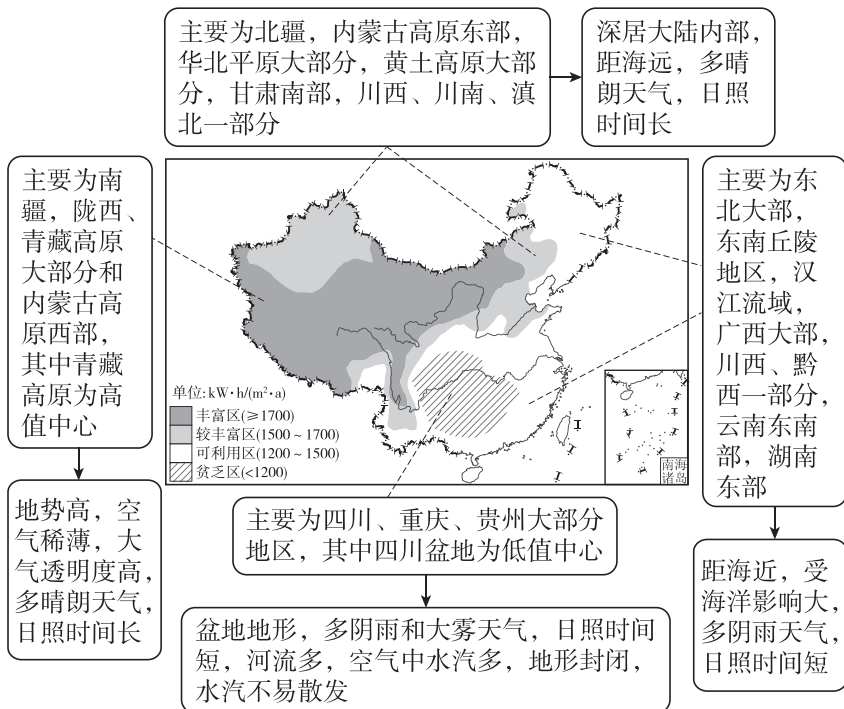 主要为北疆，内蒙古高原东部，
华北平原大部分，黄土高原大部
分，甘肃南部，川西、川南、滇
北一部分
深居大陆内部，
距海远，多晴
朗天气，日照
时间长
主要为南
疆，陇西、
青藏高原
大部分和
内蒙古高
原西部，
其中青藏
高原为高
值中心
地势高，空
气稀薄，大
气透明度高，
多晴朗天气，
日照时间长
单位：kW·h/(m²·a)
丰富区(≥1700)
较丰富区(1500~1700)
可利用区(1200~1500)
贫乏区(<1200)
南海
诸岛
主要为东
北大部，
东南丘陵
地区，汉
江流域，
广西大部，
川西、黔
西一部分，
云南东南
部，湖南
东部
距海近，受
海洋影响大，
多阴雨天气，
日照时间短
主要为四川、重庆、贵州大部分
地区，其中四川盆地为低值中心
盆地地形，多阴雨和大雾天气，日照时间
短，河流多，空气中水汽多，地形封闭，
水汽不易散发